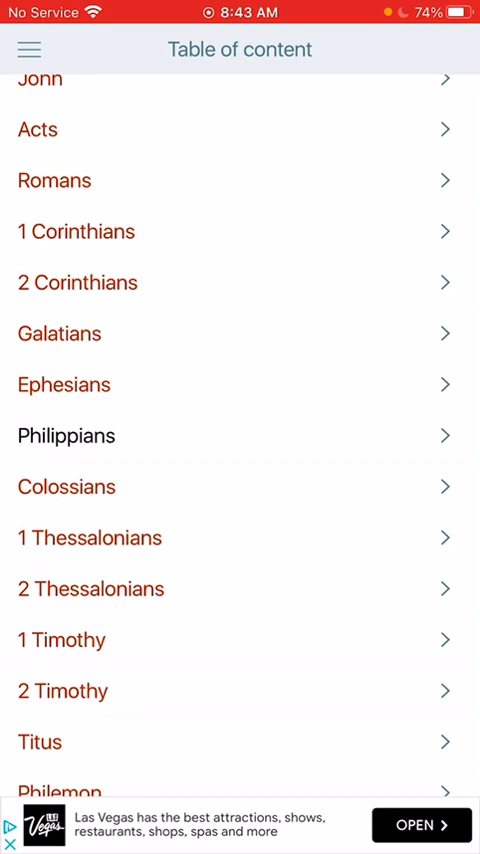 No Service 8:43 AM 74%
Table of content
John
Acts
Romans
1 Corinthians
2 Corinthians
Galatians
Ephesians
Philippians
Colossians
1 Thessalonians
2 Thessalonians
1 Timothy
2 Timothy
Titus
Philemon
LAS
Vegas
Las Vegas has the best attractions, shows,
restaurants, shops, spas and more
OPEN